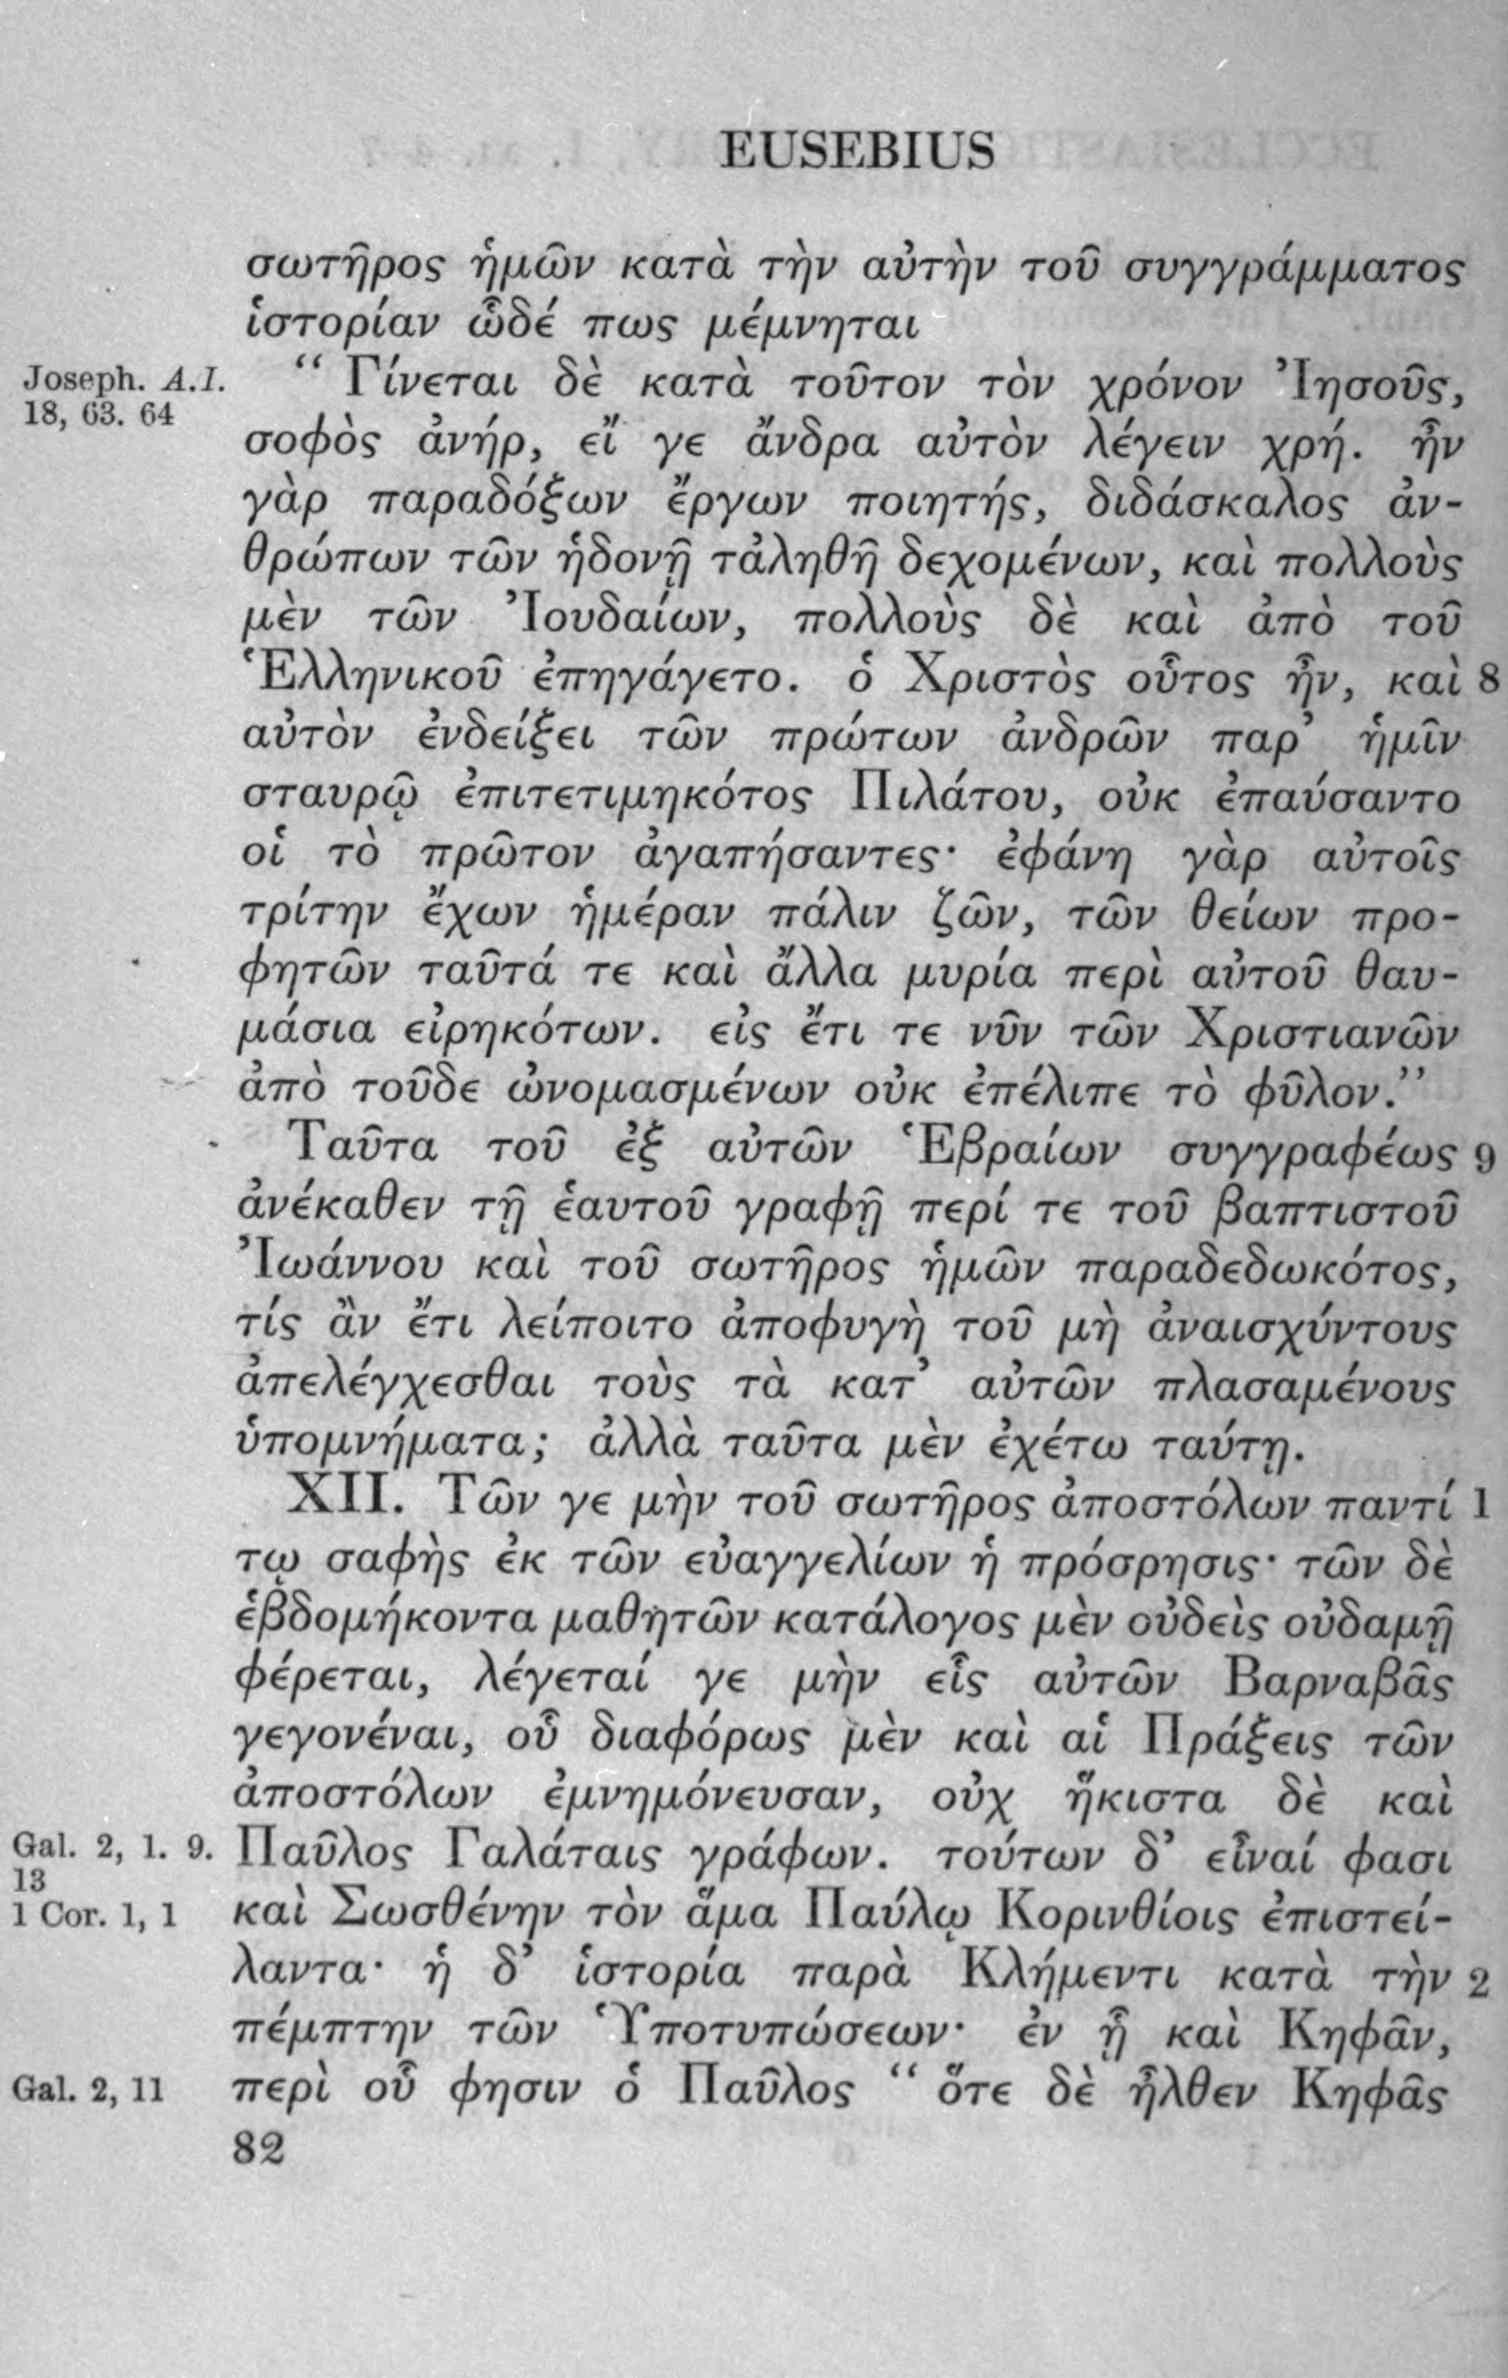 EUSEBIUS
σωτῆρος ἡμῶν κατὰ τὴν αὐτὴν τοῦ συγγράμματος
ἱστορίαν ὧδέ πως μέμνηται
Joseph. A.I. “ Γίνεται δὲ κατὰ τοῦτον τὸν χρόνον Ἰησοῦς,
18, 63. 64
σοφὸς ἀνήρ, εἴ γε ἄνδρα αὐτὸν λέγειν χρή. ἦν
γὰρ παραδόξων ἔργων ποιητής, διδάσκαλος ἀν-
θρώπων τῶν ἡδονῇ τἀληθῆ δεχομένων, καὶ πολλοὺς
μὲν τῶν Ἰουδαίων, πολλοὺς δὲ καὶ ἀπὸ τοῦ
Ἑλληνικοῦ ἐπηγάγετο. ὁ Χριστὸς οὗτος ἦν, καὶ 8
αὐτὸν ἐνδείξει τῶν πρώτων ἀνδρῶν παρ’ ἡμῖν
σταυρῷ ἐπιτετιμηκότος Πιλάτου, οὐκ ἐπαύσαντο
οἱ τὸ πρῶτον ἀγαπήσαντες· ἐφάνη γὰρ αὐτοῖς
τρίτην ἔχων ἡμέραν πάλιν ζῶν, τῶν θείων προ-
φητῶν ταῦτά τε καὶ ἄλλα μυρία περὶ αὐτοῦ θαυ-
μάσια εἰρηκότων. εἰς ἔτι τε νῦν τῶν Χριστιανῶν
ἀπὸ τοῦδε ὠνομασμένων οὐκ ἐπέλιπε τὸ φῦλον.”
Ταῦτα τοῦ ἐξ αὐτῶν Ἑβραίων συγγραφέως 9
ἀνέκαθεν τῇ ἑαυτοῦ γραφῇ περί τε τοῦ βαπτιστοῦ
Ἰωάννου καὶ τοῦ σωτῆρος ἡμῶν παραδεδωκότος,
τίς ἂν ἔτι λείποιτο ἀποφυγὴ τοῦ μὴ ἀναισχύντους
ἀπελέγχεσθαι τοὺς τὰ κατ’ αὐτῶν πλασαμένους
ὑπομνήματα; ἀλλὰ ταῦτα μὲν ἐχέτω ταύτῃ.
XII. Τῶν γε μὴν τοῦ σωτῆρος ἀποστόλων παντί 1
τῳ σαφὴς ἐκ τῶν εὐαγγελίων ἡ πρόσρησις· τῶν δὲ
ἑβδομήκοντα μαθητῶν κατάλογος μὲν οὐδεὶς οὐδαμῇ
φέρεται, λέγεταί γε μὴν εἷς αὐτῶν Βαρναβᾶς
γεγονέναι, οὗ διαφόρως μὲν καὶ αἱ Πράξεις τῶν
ἀποστόλων ἐμνημόνευσαν, οὐχ ἥκιστα δὲ καὶ
Gal. 2, 1. 9. Παῦλος Γαλάταις γράφων. τούτων δ’ εἶναί φασι
13
1 Cor. 1, 1 καὶ Σωσθένην τὸν ἅμα Παύλῳ Κορινθίοις ἐπιστεί-
λαντα· ἡ δ’ ἱστορία παρὰ Κλήμεντι κατὰ τὴν 2
πέμπτην τῶν Ὑποτυπώσεων· ἐν ᾗ καὶ Κηφᾶν,
Gal. 2, 11 περὶ οὗ φησιν ὁ Παῦλος “ ὅτε δὲ ἦλθεν Κηφᾶς
82